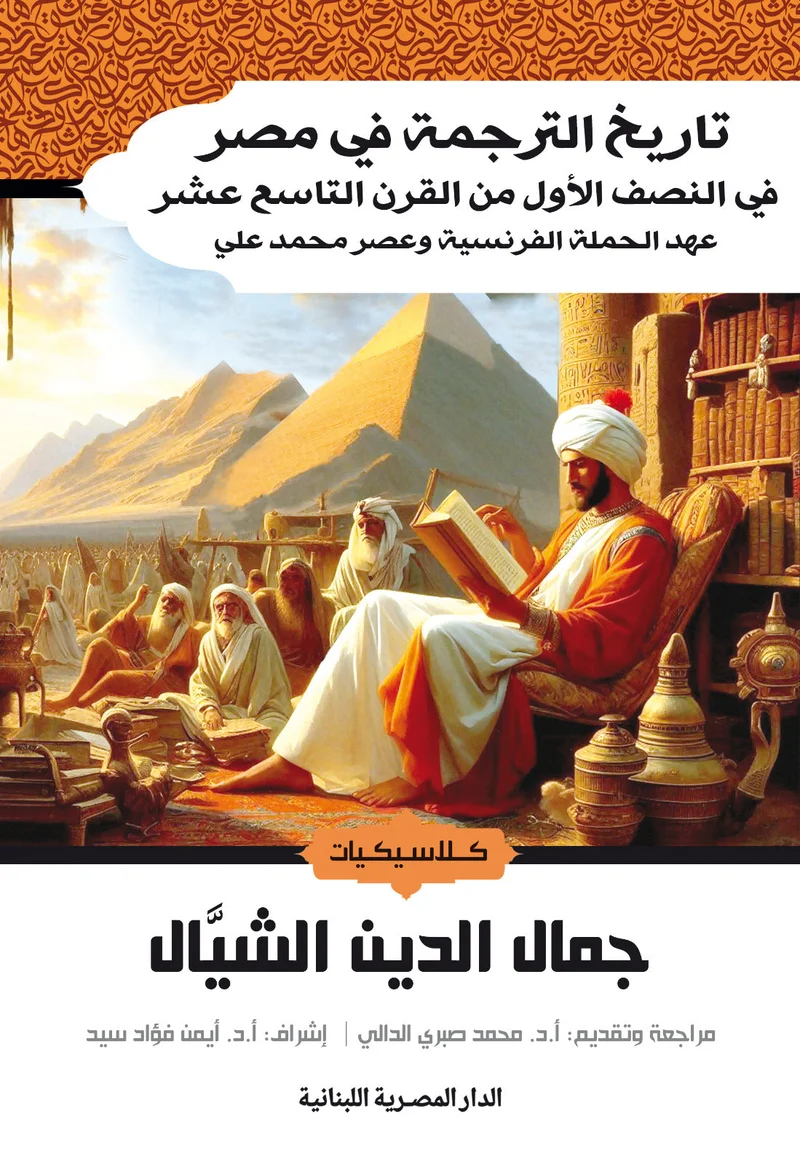 تاريخ الترجمة في مصر
في النصف الأول من القرن التاسع عشر
عهد الحملة الفرنسية وعصر محمد علي
كلاسيكيات
جمال الدين الشيَّال
مراجعة وتقديم: أ.د. محمد صبري الدالي | إشراف: أ.د. أيمن فؤاد سيد
الدار المصرية اللبنانية